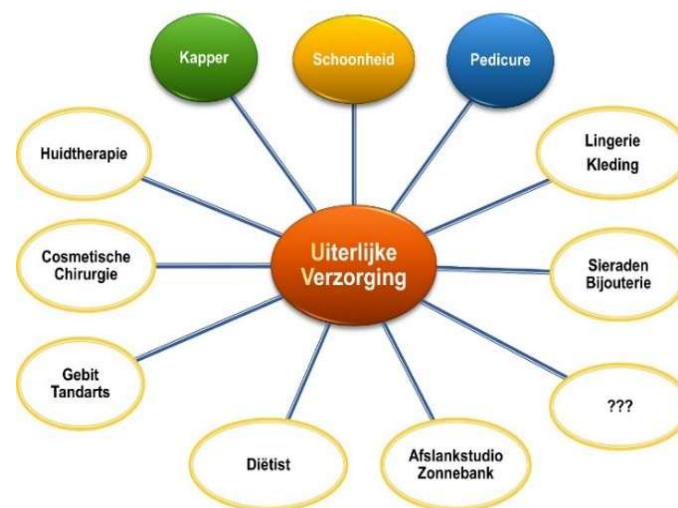 Kapper
Schoonheid
Pedicure
Huidtherapie
Lingerie
Kleding
Uiterlijke
Verzorging
Cosmetische
Chirurgie
Sieraden
Bijouterie
Gebit
Tandarts
???
Diëtist
Afslankstudio
Zonnebank